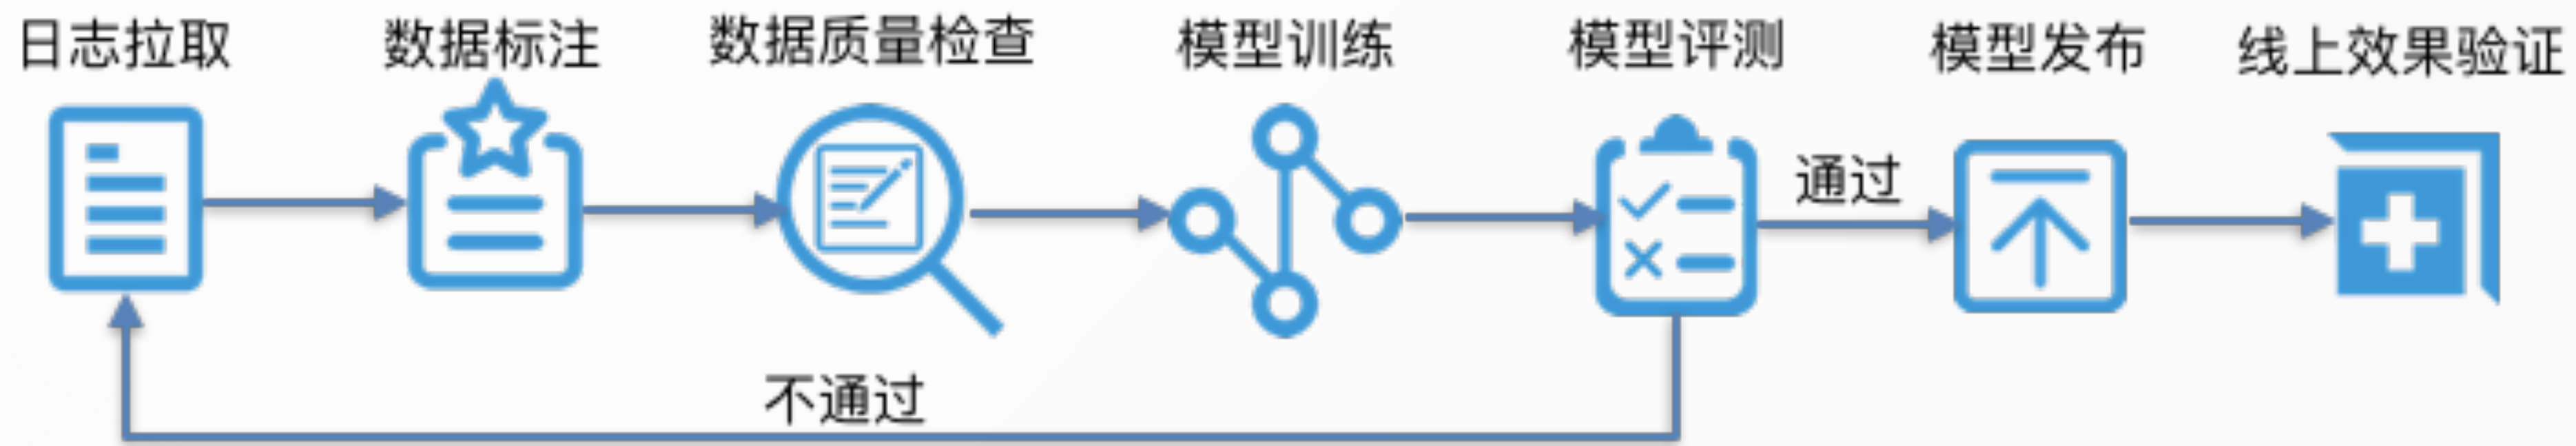 日志拉取
数据标注
数据质量检查
模型训练
模型评测
模型发布
线上效果验证
通过
不通过